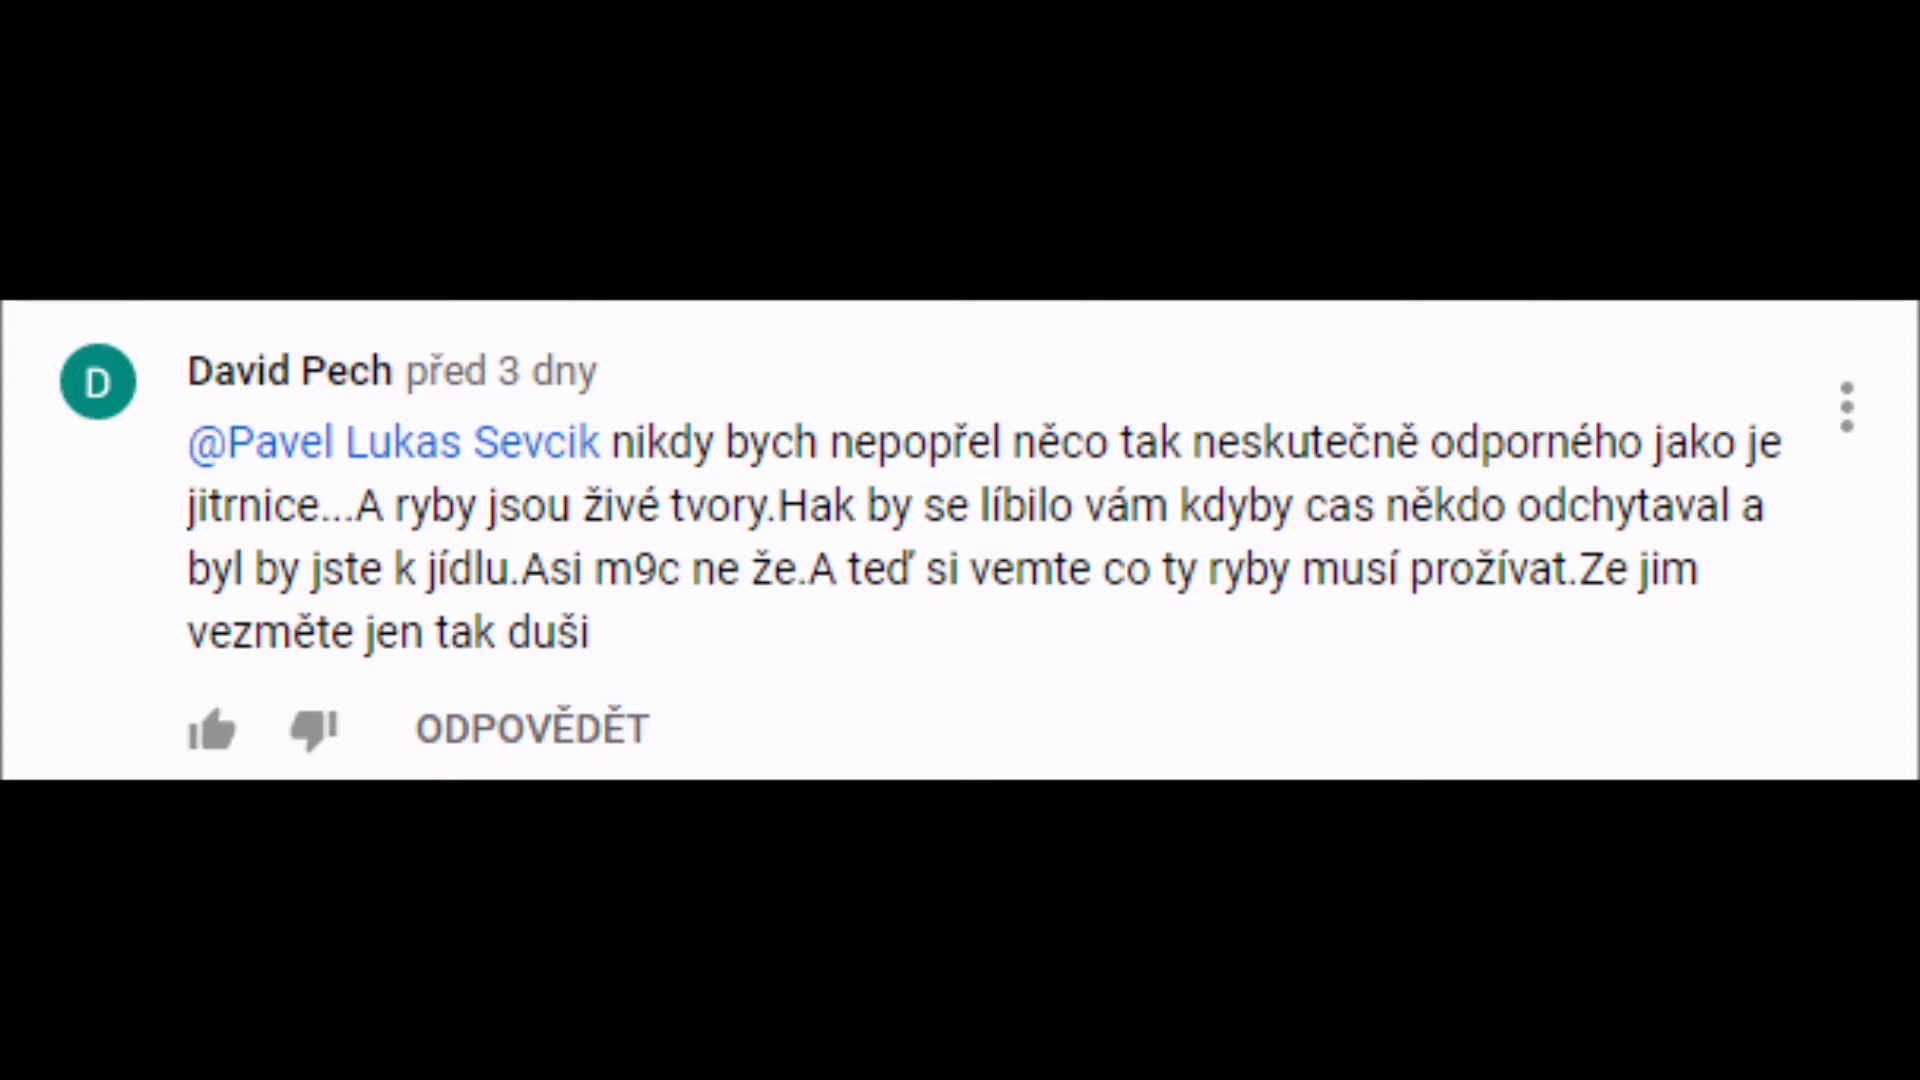 D
David Pech před 3 dny
@Pavel Lukas Sevcik nikdy bych nepopřel něco tak neskutečně odporného jako je
jitrnice...A ryby jsou živé tvory.Hak by se líbilo vám kdyby cas někdo odchytaval a
byl by jste k jídlu.Asi m9c ne že.A teď si vemte co ty ryby musí prožívat.Ze jim
vezměte jen tak duši
ODPOVĚDĚT